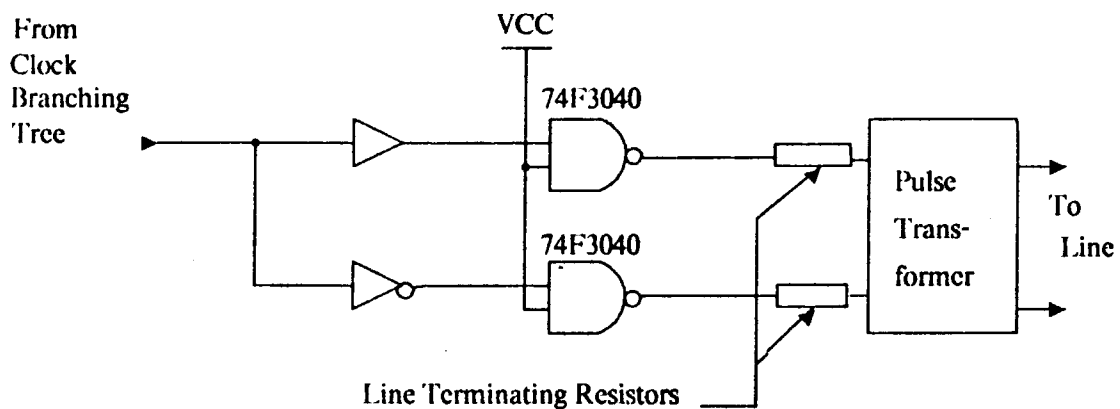 From
Clock
Branching
Tree
VCC
74F3040
74F3040
Pulse
Trans-
former
To
Line
Line Terminating Resistors